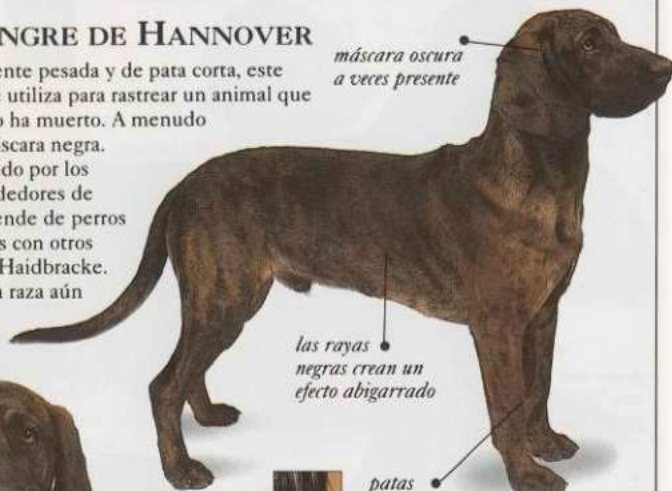 NGRE DE HANNOVER
ente pesada y de pata corta, este
utiliza para rastrear un animal que
o ha muerto. A menudo
scara negra.
do por los
dedores de
ende de perros
s con otros
Haidbracke.
raza aún
máscara oscura
a veces presente
las rayas
negras crean un
efecto abigarrado
patas